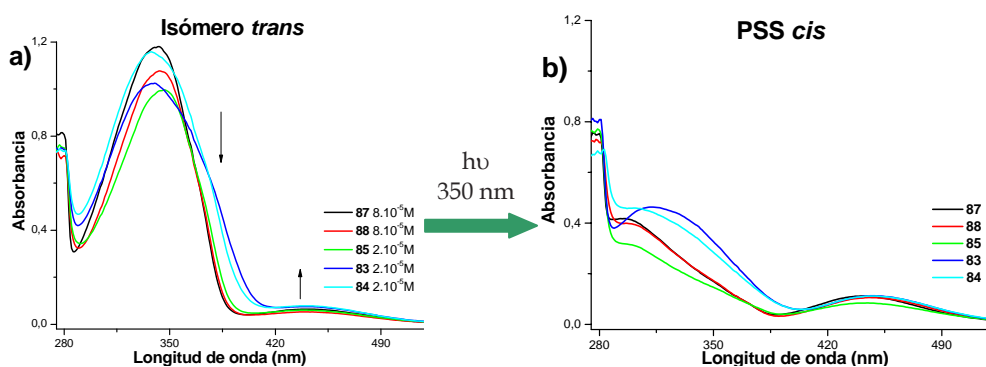 Isómero trans
a)
1,2
0,8
0,4
0,0
Absorbancia
280 350 420 490
Longitud de onda (nm)
87 8.10⁻⁵M
88 8.10⁻⁵M
85 2.10⁻⁵M
83 2.10⁻⁵M
84 2.10⁻⁵M
hυ
350 nm
PSS cis
b)
1,2
0,8
0,4
0,0
Absorbancia
280 350 420 490
Longitud de onda (nm)
87
88
85
83
84